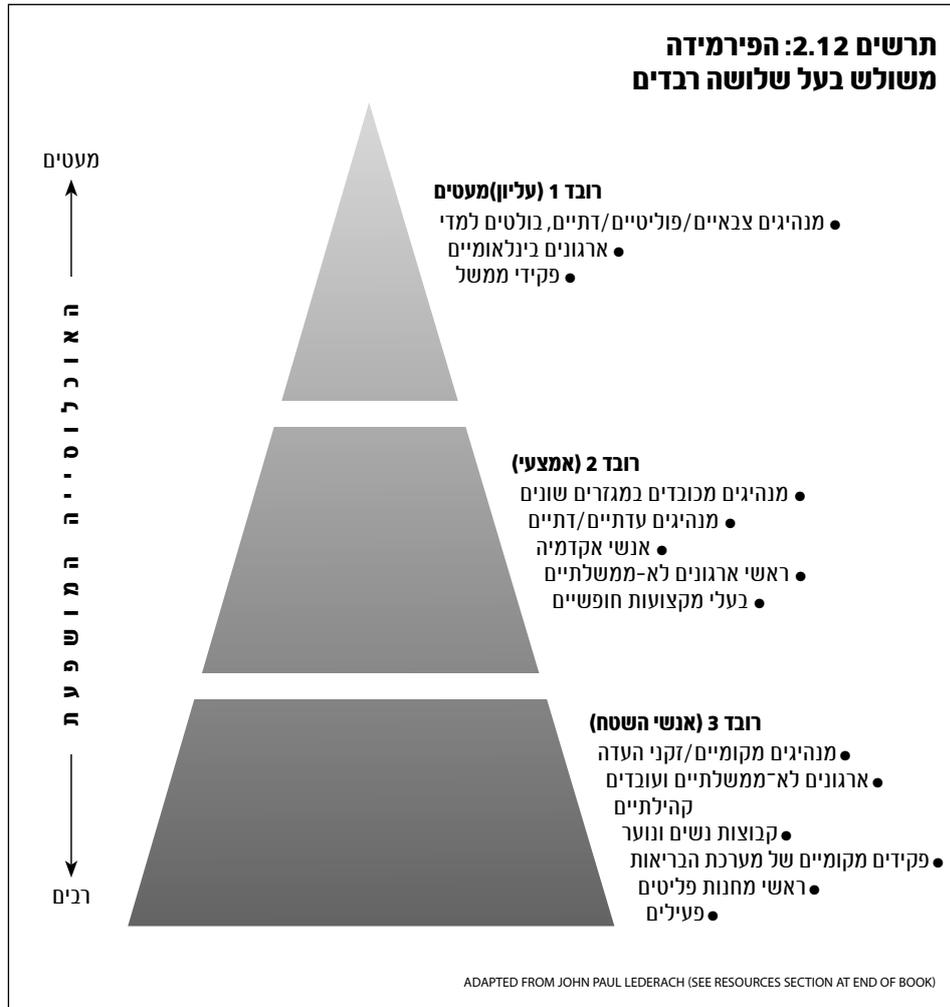 תרשים 2.12: הפירמידה
משולש בעל שלושה רבדים
מעטים
האוכלוסייה המושפעת
רבים
רובד 1 (עליון)מעטים
● מנהיגים צבאיים/פוליטיים/דתיים, בולטים למדי
● ארגונים בינלאומיים
● פקידי ממשל
רובד 2 (אמצעי)
● מנהיגים מכובדים במגזרים שונים
● מנהיגים עדתיים/דתיים
● אנשי אקדמיה
● ראשי ארגונים לא-ממשלתיים
● בעלי מקצועות חופשיים
רובד 3 (אנשי השטח)
● מנהיגים מקומיים/זקני העדה
● ארגונים לא־ממשלתיים ועובדים
קהילתיים
● קבוצות נשים ונוער
● פקידים מקומיים של מערכת הבריאות
● ראשי מחנות פליטים
● פעילים
ADAPTED FROM JOHN PAUL LEDERACH (SEE RESOURCES SECTION AT END OF BOOK)